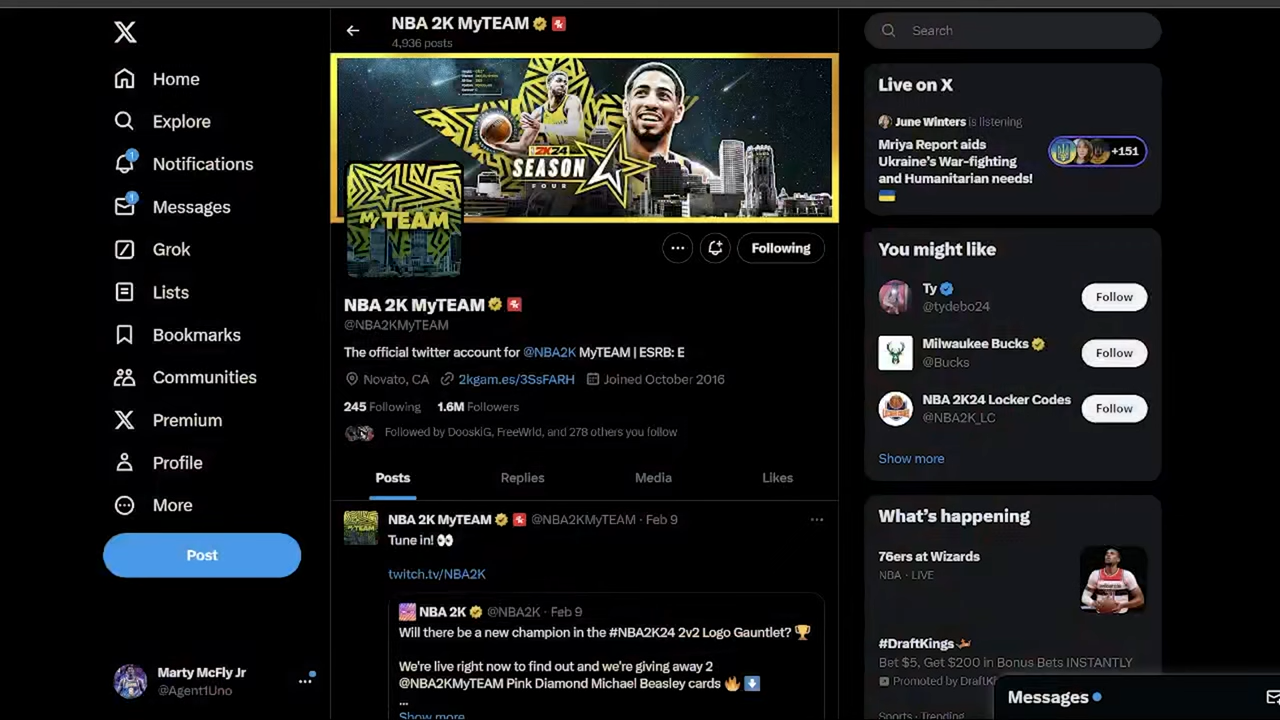 NBA 2K MyTEAM
4,936 posts
Home
Explore
Notifications
1
Messages
1
Grok
Lists
Bookmarks
Communities
Premium
Profile
More
Post
Marty McFly Jr
@Agent1Uno
2K24
SEASON
FOUR
MyTEAM
Following
NBA 2K MyTEAM
@NBA2KMyTEAM
The official twitter account for @NBA2K MyTEAM | ESRB: E
Novato, CA 2kgam.es/3SsFARH Joined October 2016
245 Following 1.6M Followers
Followed by DooskiG, FreeWrld, and 278 others you follow
Posts Replies Media Likes
NBA 2K MyTEAM @NBA2KMyTEAM · Feb 9
Tune in! 👀
twitch.tv/NBA2K
NBA 2K @NBA2K · Feb 9
Will there be a new champion in the #NBA2K24 2v2 Logo Gauntlet? 🏆
We're live right now to find out and we're giving away 2
@NBA2KMyTEAM Pink Diamond Michael Beasley cards 🔥 ⬇️
...
Show more
Search
Live on X
June Winters is listening
Mriya Report aids
Ukraine's War-fighting
and Humanitarian needs!
🇺🇦
+151
You might like
Ty
@tydebo24
Follow
Milwaukee Bucks
@Bucks
Follow
NBA 2K24 Locker Codes
@NBA2K_LC
Follow
Show more
What's happening
76ers at Wizards
NBA · LIVE
#DraftKings
Bet $5, Get $200 in Bonus Bets INSTANTLY
Promoted by
Sports · Trending
Messages